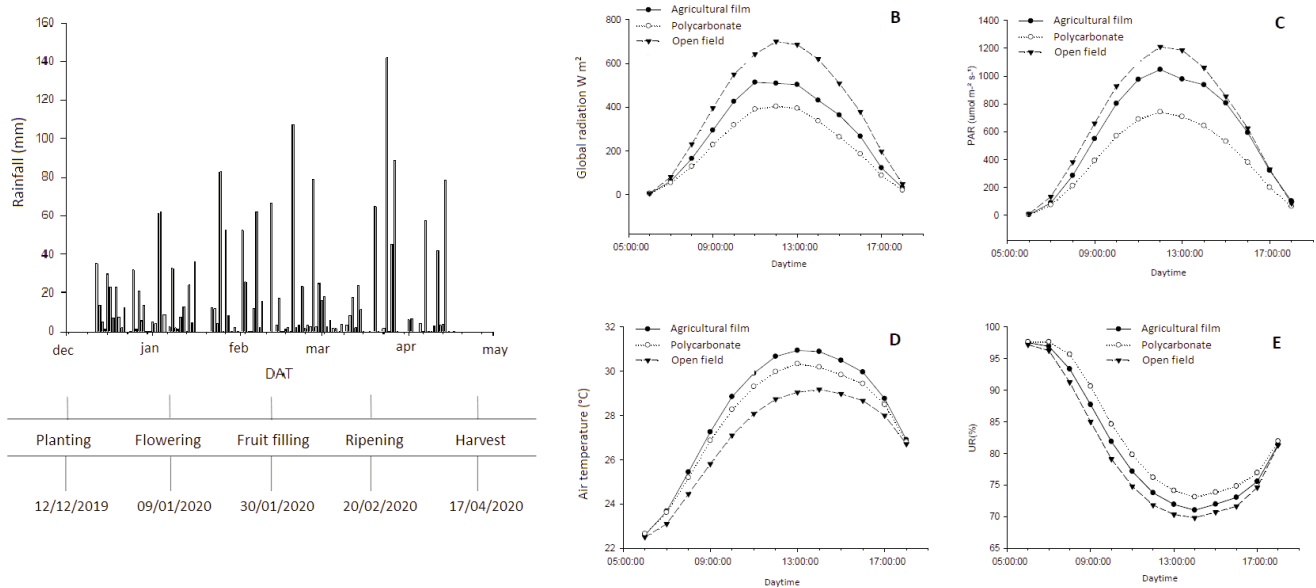 Rainfall (mm)
160
140
120
100
80
60
40
20
0
dec jan feb mar apr may
DAT
Planting Flowering Fruit filling Ripening Harvest
12/12/2019 09/01/2020 30/01/2020 20/02/2020 17/04/2020
B
Agricultural film
Polycarbonate
Open field
Global radiation W m²
800
600
400
200
0
05:00:00 09:00:00 13:00:00 17:00:00
Daytime
C
Agricultural film
Polycarbonate
Open field
PAR (umol m-² s-¹)
1400
1200
1000
800
600
400
200
0
05:00:00 09:00:00 13:00:00 17:00:00
Daytime
D
Agricultural film
Polycarbonate
Open field
Air temperature (°C)
32
30
28
26
24
22
05:00:00 09:00:00 13:00:00 17:00:00
Daytime
E
Agricultural film
Polycarbonate
Open field
UR(%)
100
95
90
85
80
75
70
65
05:00:00 09:00:00 13:00:00 17:00:00
Daytime